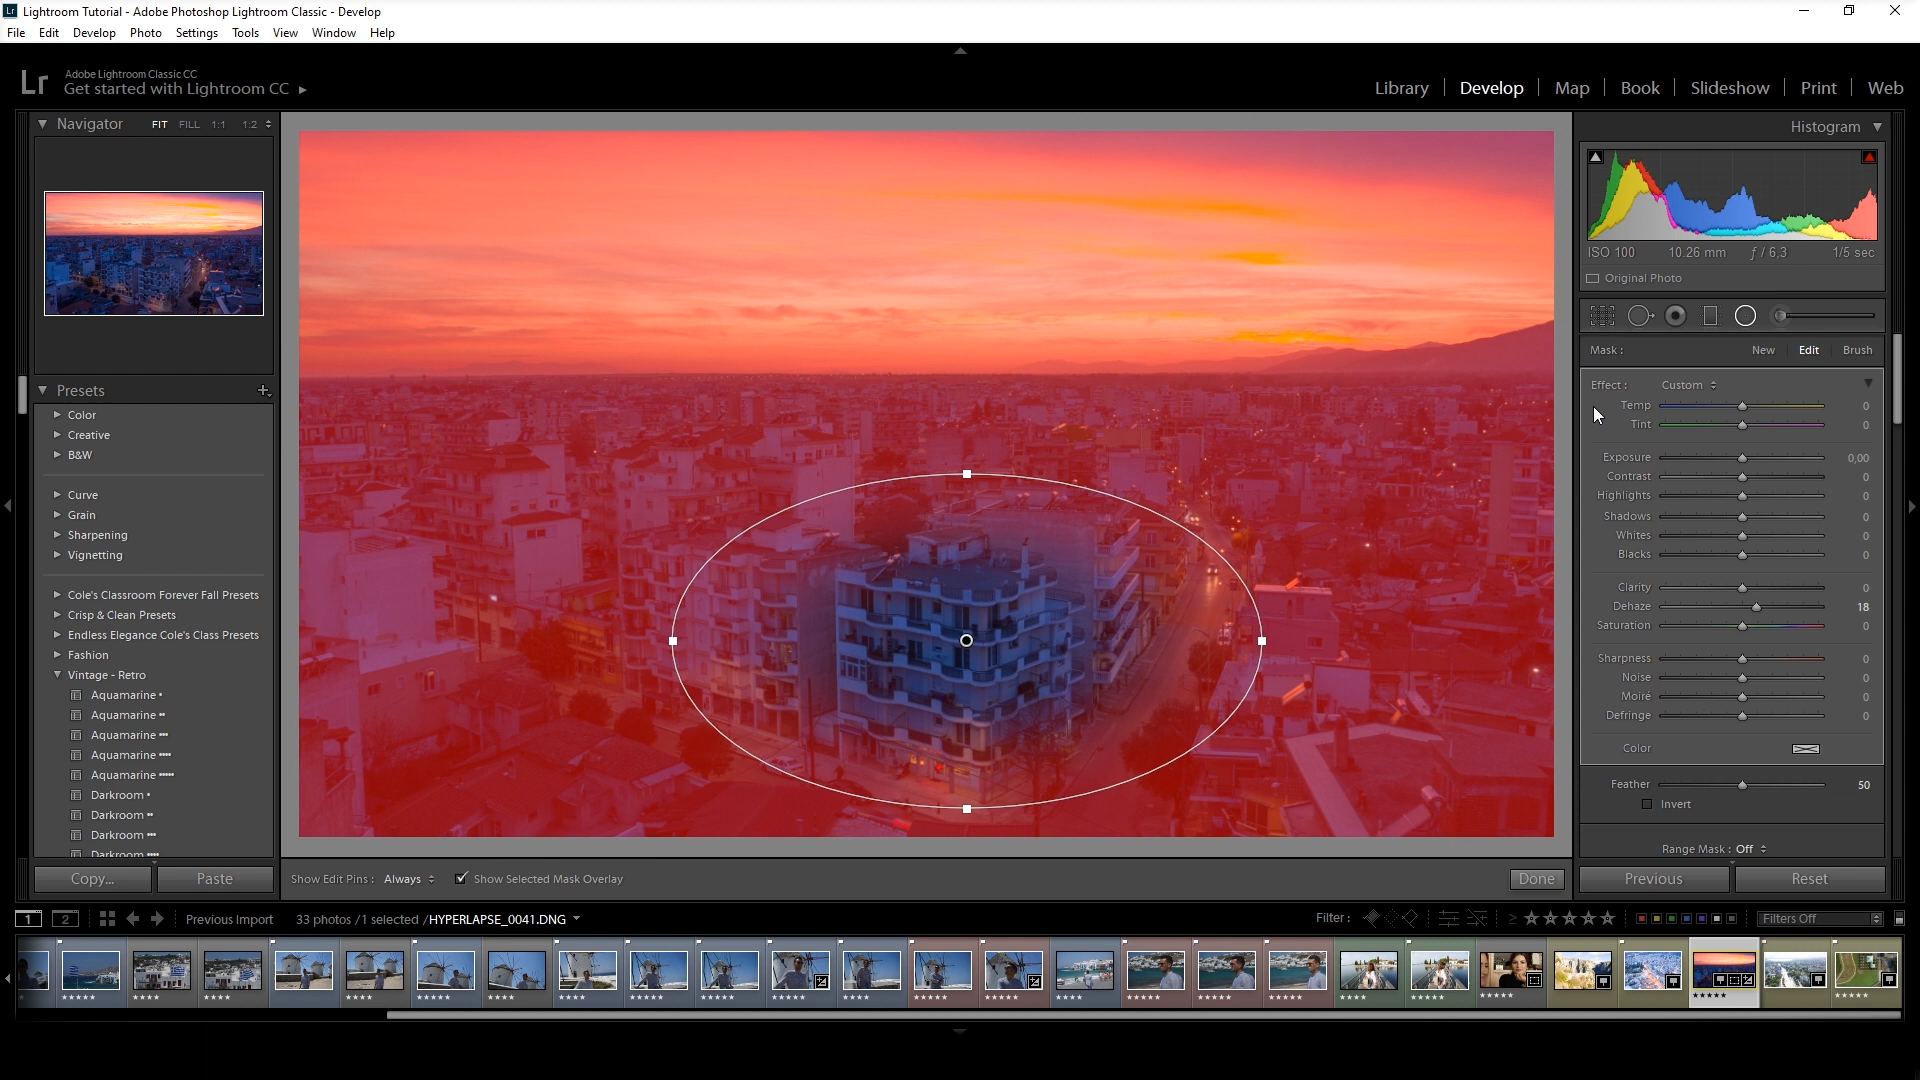 Lr Lightroom Tutorial - Adobe Photoshop Lightroom Classic - Develop
File Edit Develop Photo Settings Tools View Window Help
Lr Adobe Lightroom Classic CC
Get started with Lightroom CC
Library Develop Map Book Slideshow Print Web
Navigator FIT FILL 1:1 1:2
Presets
Color
Creative
B&W
Curve
Grain
Sharpening
Vignetting
Cole's Classroom Forever Fall Presets
Crisp & Clean Presets
Endless Elegance Cole's Class Presets
Fashion
Vintage - Retro
Aquamarine •
Aquamarine ••
Aquamarine •••
Aquamarine ••••
Aquamarine •••••
Darkroom •
Darkroom ••
Darkroom •••
Darkroom ••••
Copy... Paste
Show Edit Pins : Always Show Selected Mask Overlay Done
Histogram
ISO 100 10.26 mm ƒ / 6,3 1/5 sec
Original Photo
Mask : New Edit Brush
Effect : Custom
Temp 0
Tint 0
Exposure 0,00
Contrast 0
Highlights 0
Shadows 0
Whites 0
Blacks 0
Clarity 0
Dehaze 18
Saturation 0
Sharpness 0
Noise 0
Moiré 0
Defringe 0
Color
Feather 50
Invert
Range Mask : Off
Previous Reset
1 2 Previous Import 33 photos / 1 selected / HYPERLAPSE_0041.DNG Filter : ≥ Filters Off